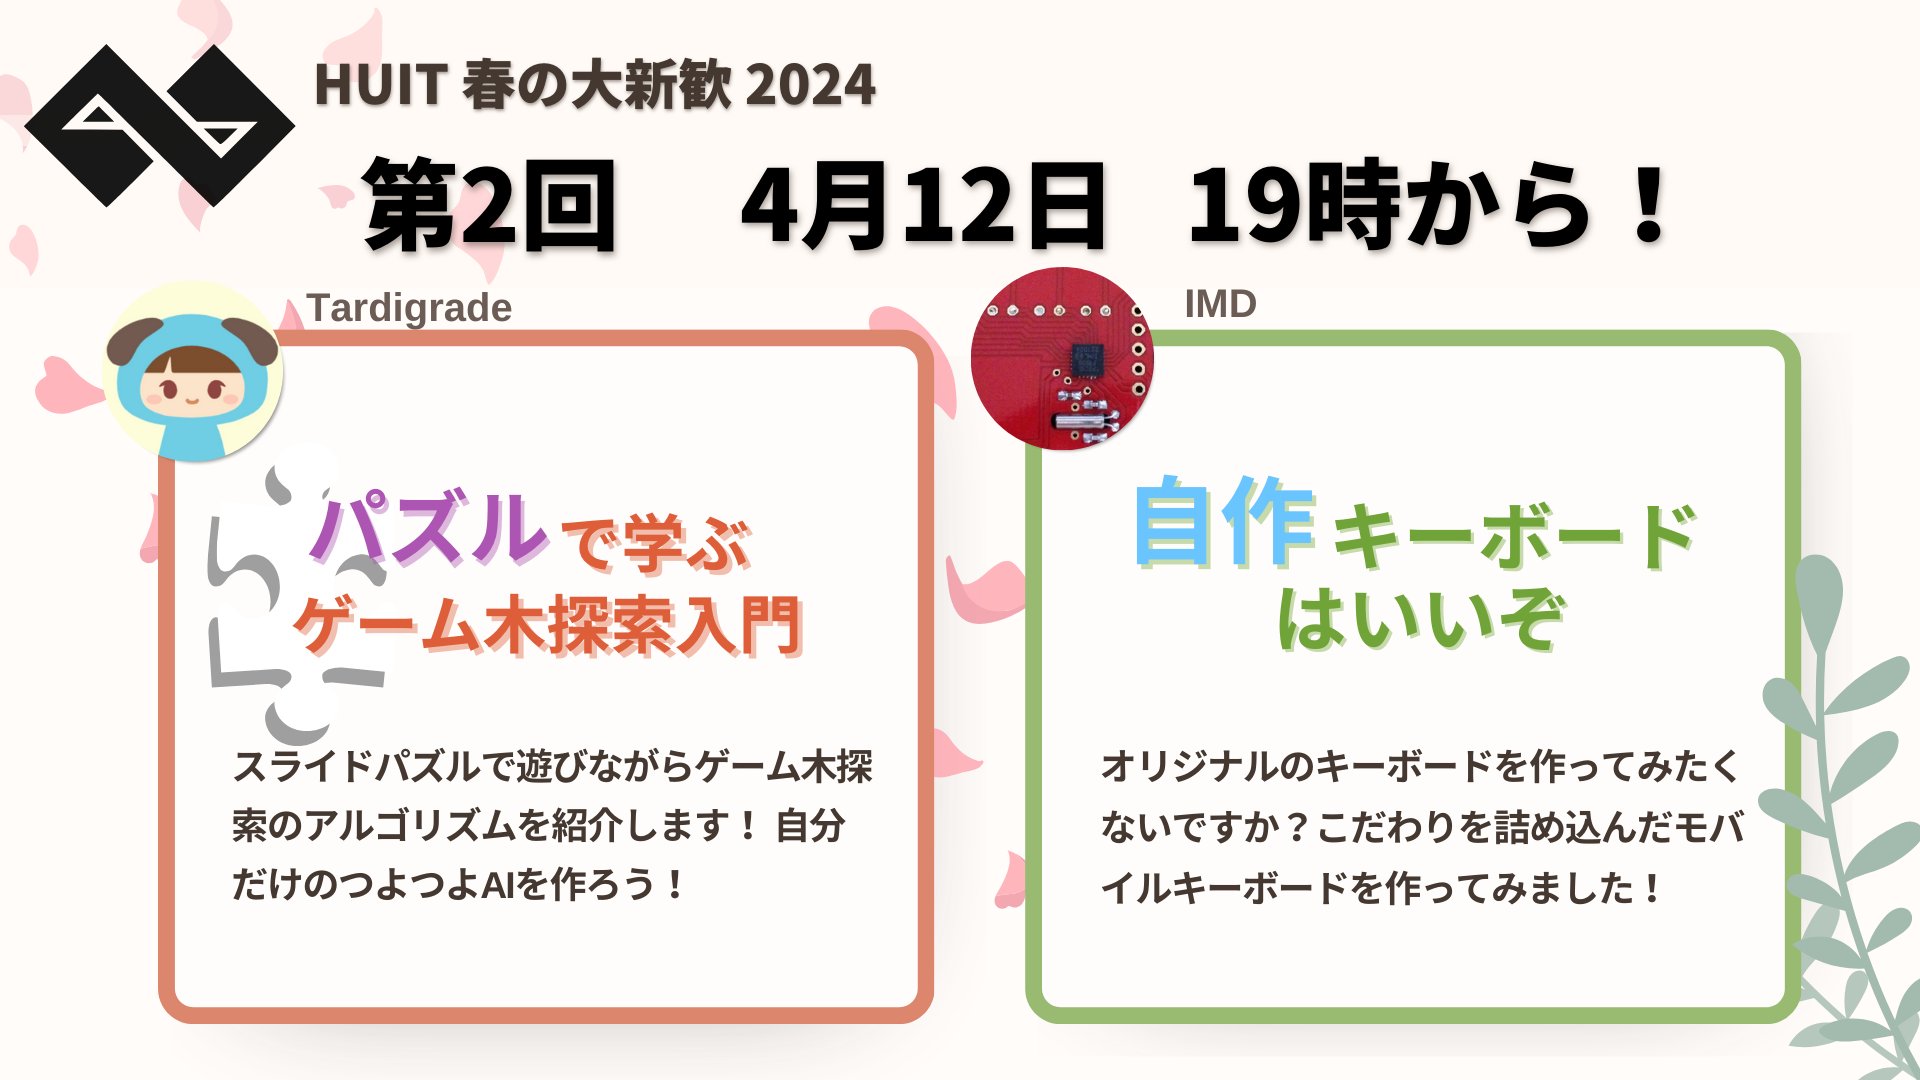 HUIT 春の大新歓 2024
第2回 4月12日 19時から！
Tardigrade
パズルで学ぶ
ゲーム木探索入門
スライドパズルで遊びながらゲーム木探
索のアルゴリズムを紹介します！ 自分
だけのつよつよAIを作ろう！
IMD
自作キーボード
はいいぞ
オリジナルのキーボードを作ってみたく
ないですか？こだわりを詰め込んだモバ
イルキーボードを作ってみました！